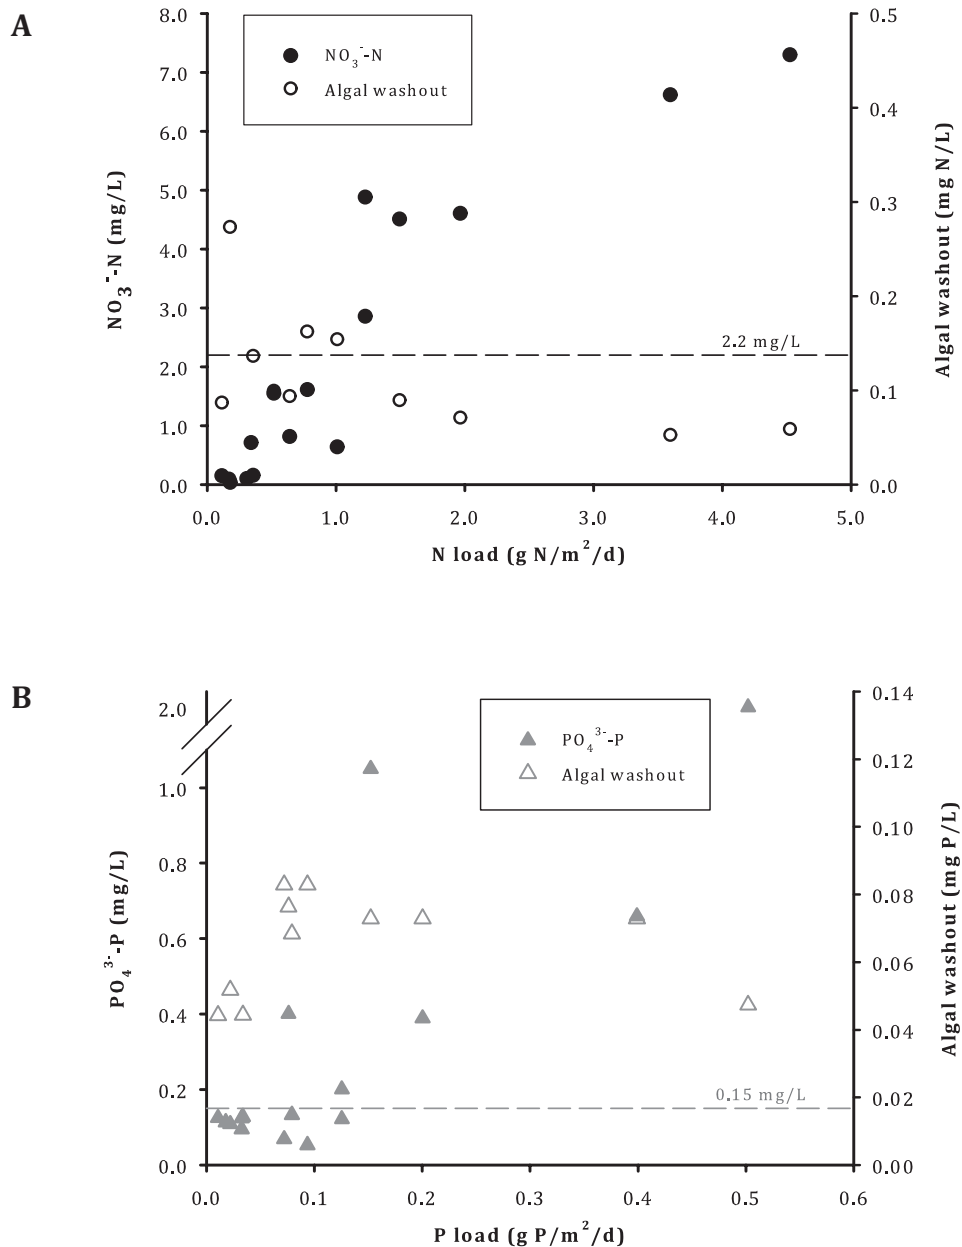 A
8.0
7.0
6.0
5.0
4.0
3.0
2.0
1.0
0.0
NO₃⁻-N (mg/L)
NO₃⁻-N
Algal washout
2.2 mg/L
0.5
0.4
0.3
0.2
0.1
0.0
Algal washout (mg N/L)
0.0 1.0 2.0 3.0 4.0 5.0
N load (g N/m²/d)
B
2.0
1.0
0.8
0.6
0.4
0.2
0.0
PO₄³⁻-P (mg/L)
PO₄³⁻-P
Algal washout
0.15 mg/L
0.14
0.12
0.10
0.08
0.06
0.04
0.02
0.00
Algal washout (mg P/L)
0.0 0.1 0.2 0.3 0.4 0.5 0.6
P load (g P/m²/d)